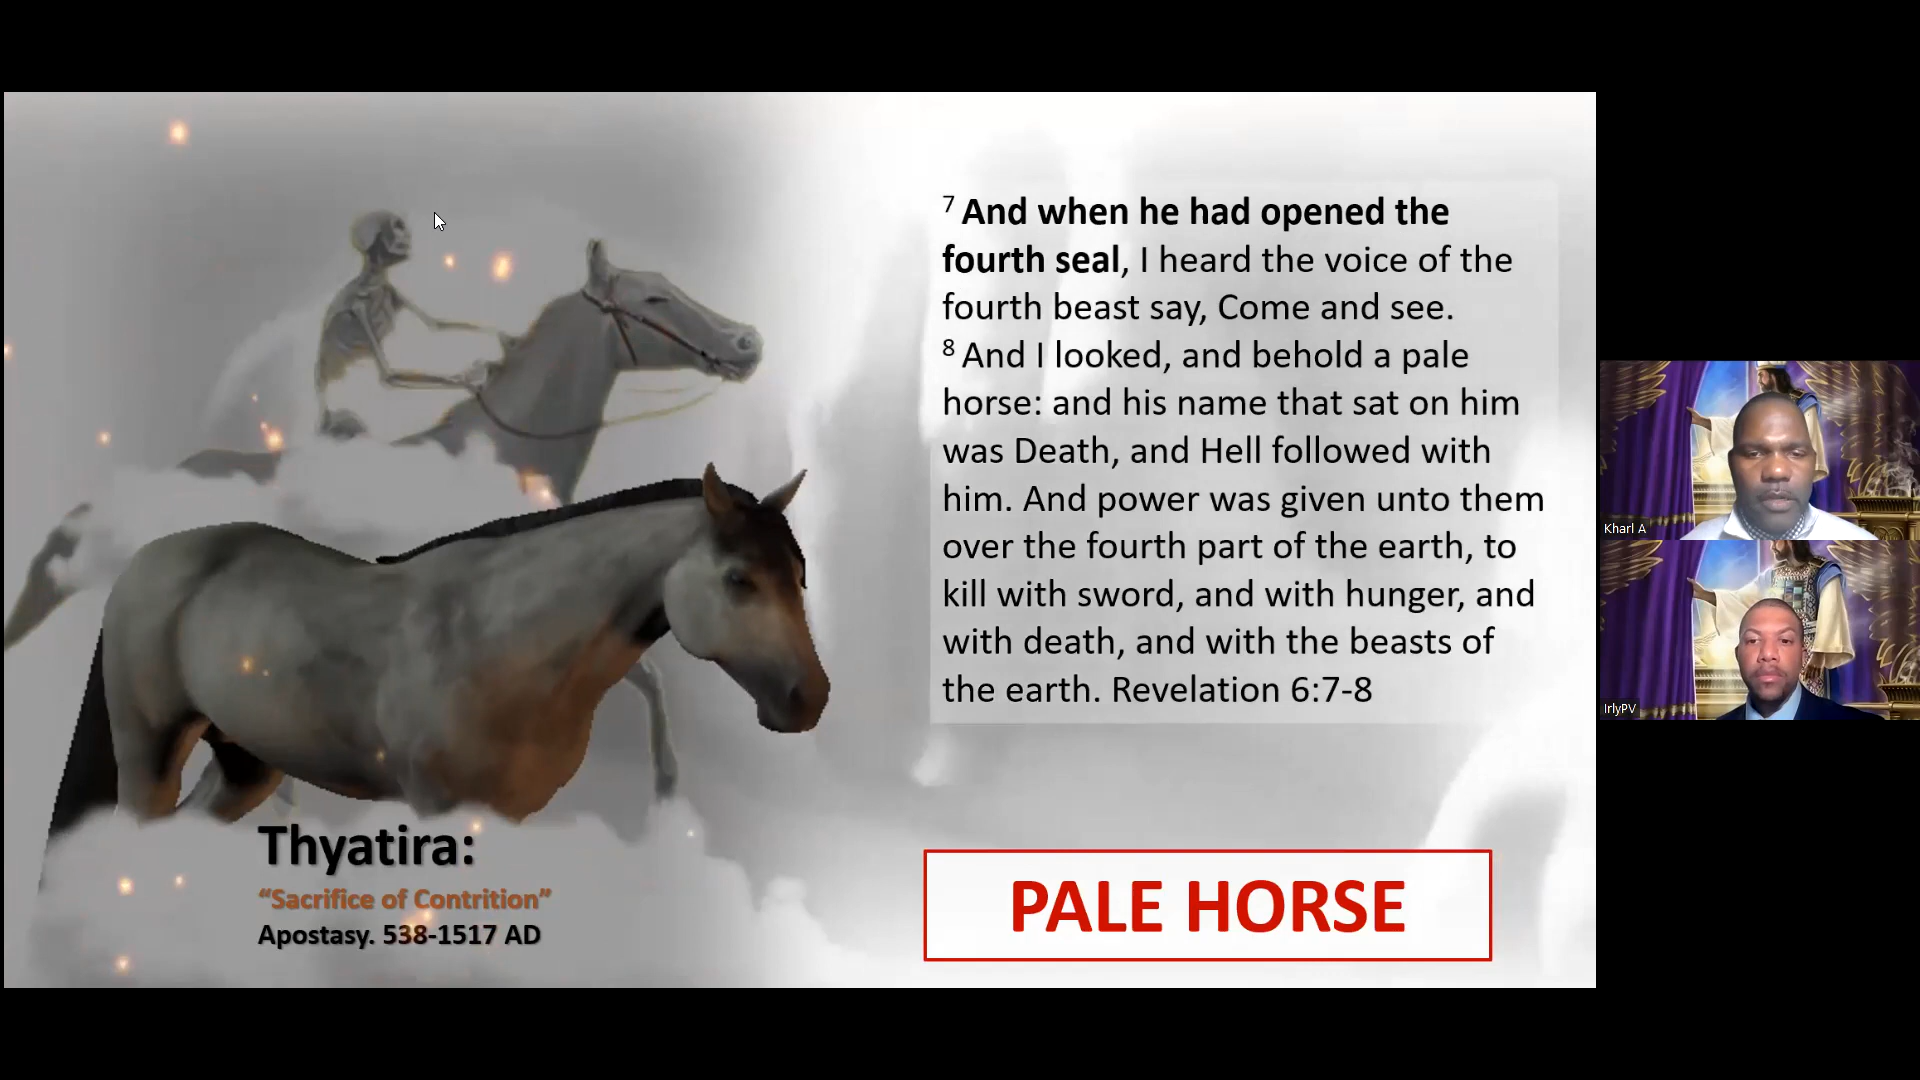 ⁷ And when he had opened the
fourth seal, I heard the voice of the
fourth beast say, Come and see.
⁸ And I looked, and behold a pale
horse: and his name that sat on him
was Death, and Hell followed with
him. And power was given unto them
over the fourth part of the earth, to
kill with sword, and with hunger, and
with death, and with the beasts of
the earth. Revelation 6:7-8
Thyatira:
“Sacrifice of Contrition”
Apostasy. 538-1517 AD
PALE HORSE
Kharl A
IrlyPV